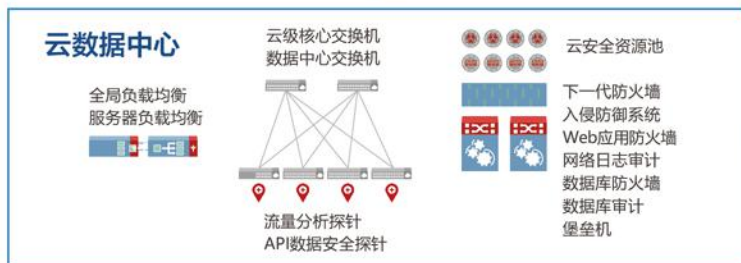 云数据中心
全局负载均衡
服务器负载均衡
云级核心交换机
数据中心交换机
流量分析探针
API数据安全探针
云安全资源池
下一代防火墙
入侵防御系统
Web应用防火墙
网络日志审计
数据库防火墙
数据库审计
堡垒机